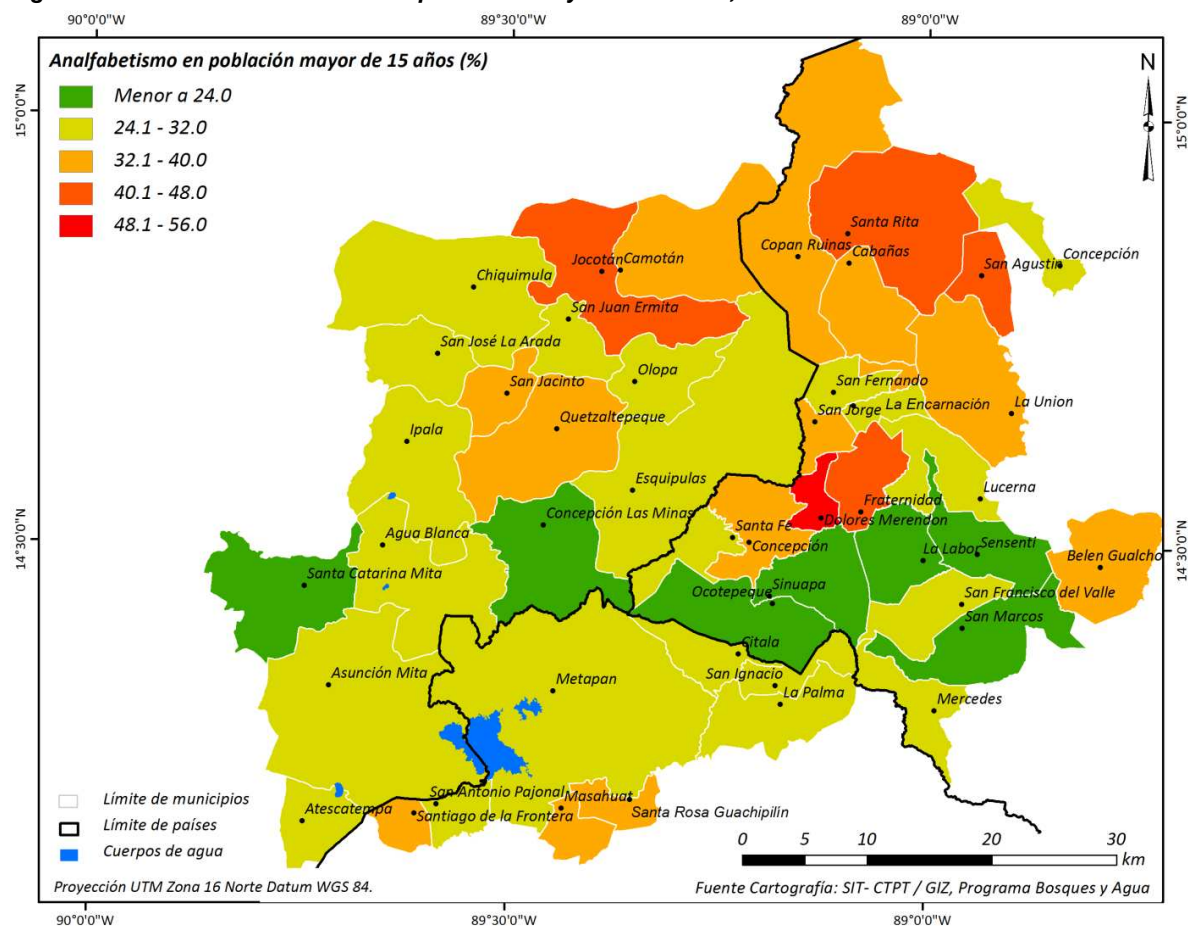 90°0'0"W 89°30'0"W 89°0'0"W
Analfabetismo en población mayor de 15 años (%)
Menor a 24.0
24.1 - 32.0
32.1 - 40.0
40.1 - 48.0
48.1 - 56.0
N
15°0'0"N
15°0'0"N
Santa Rita
Copan Ruinas
Cabañas
Concepción
San Agustin
Jocotán
Camotán
Chiquimula
San Juan Ermita
San José La Arada
Olopa
San Jacinto
San Fernando
La Encarnación
San Jorge
La Union
Quetzaltepeque
Ipala
Esquipulas
Lucerna
Fraternidad
Concepción Las Minas
Santa Fé
Dolores Merendon
Agua Blanca
Concepción
La Labor
Sensenti
Belen Gualcho
14°30'0"N
14°30'0"N
Santa Catarina Mita
Ocotepeque
Sinuapa
San Francisco del Valle
San Marcos
Citala
Asunción Mita
Metapan
San Ignacio
La Palma
Mercedes
San Antonio Pajonal
Masahuat
Atescatempa
Santiago de la Frontera
Santa Rosa Guachipilín
Límite de municipios
Límite de países
Cuerpos de agua
0 5 10 20 30
km
Proyección UTM Zona 16 Norte Datum WGS 84.
Fuente Cartografía: SIT- CTPT / GIZ, Programa Bosques y Agua
90°0'0"W 89°30'0"W 89°0'0"W